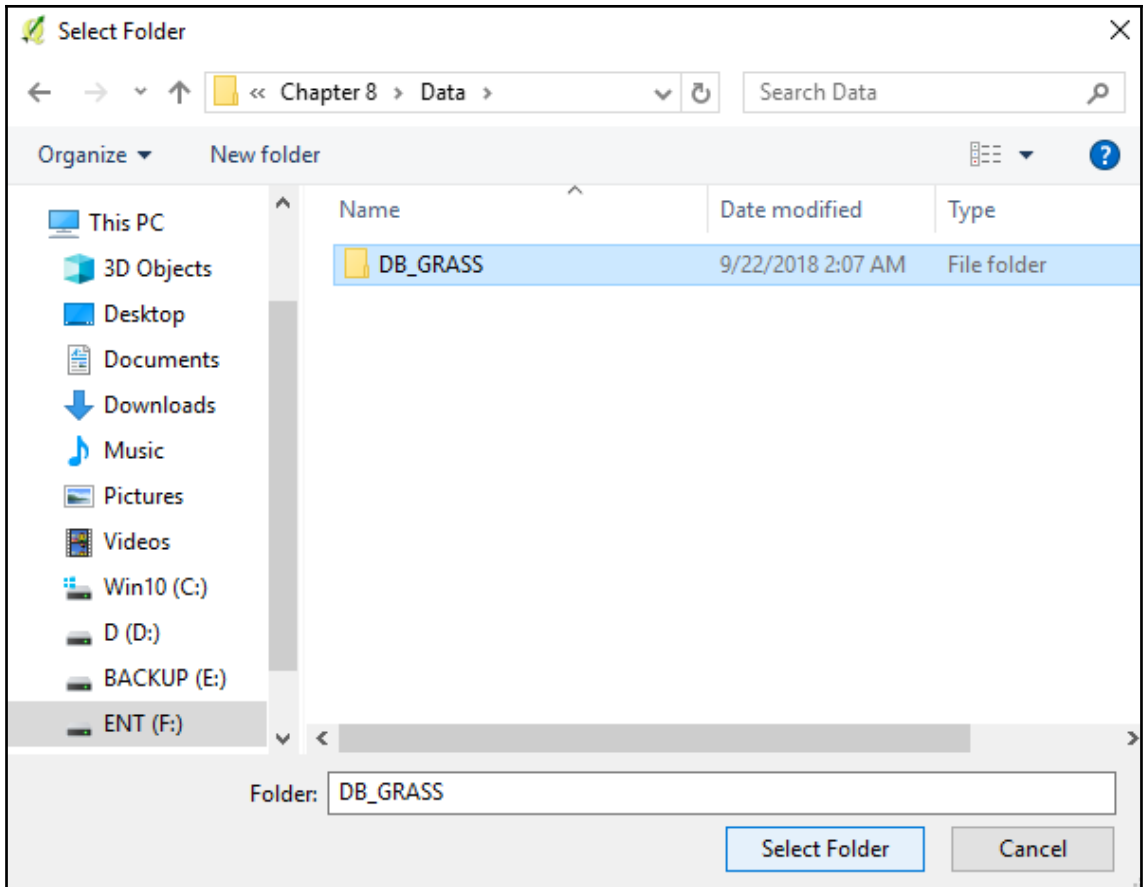 Select Folder
« Chapter 8 > Data >
Search Data
Organize
New folder
Name
Date modified
Type
This PC
3D Objects
Desktop
Documents
Downloads
Music
Pictures
Videos
Win10 (C:)
D (D:)
BACKUP (E:)
ENT (F:)
DB_GRASS
9/22/2018 2:07 AM
File folder
Folder: DB_GRASS
Select Folder
Cancel